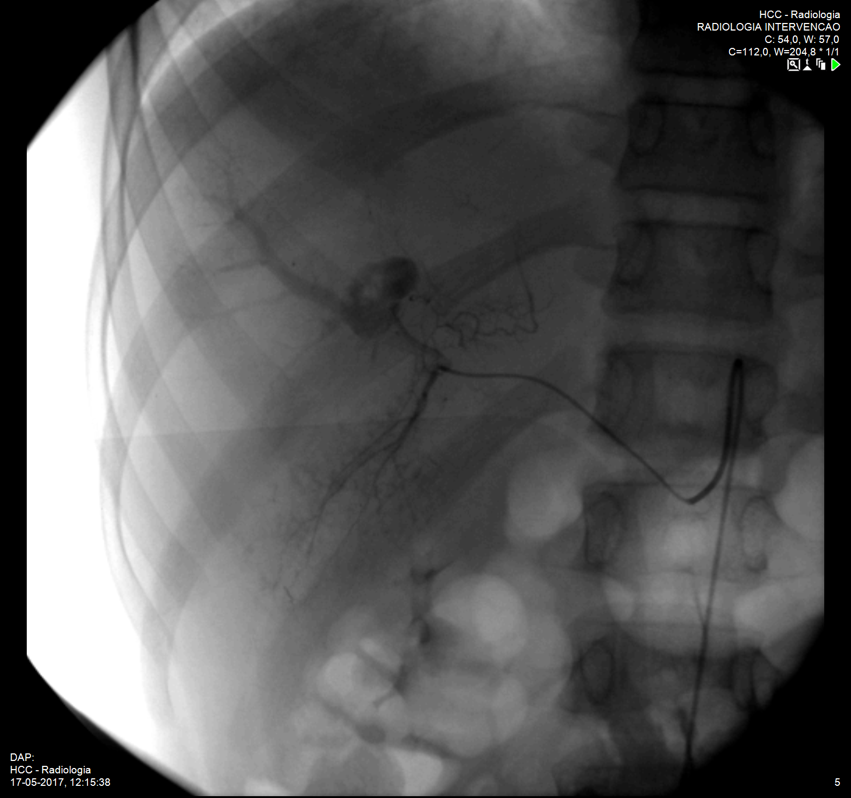 HCC - Radiologia
RADIOLOGIA INTERVENCAO
C: 54,0, W: 57,0
C=112,0, W=204,8 * 1/1
DAP:
HCC - Radiologia
17-05-2017, 12:15:38
5